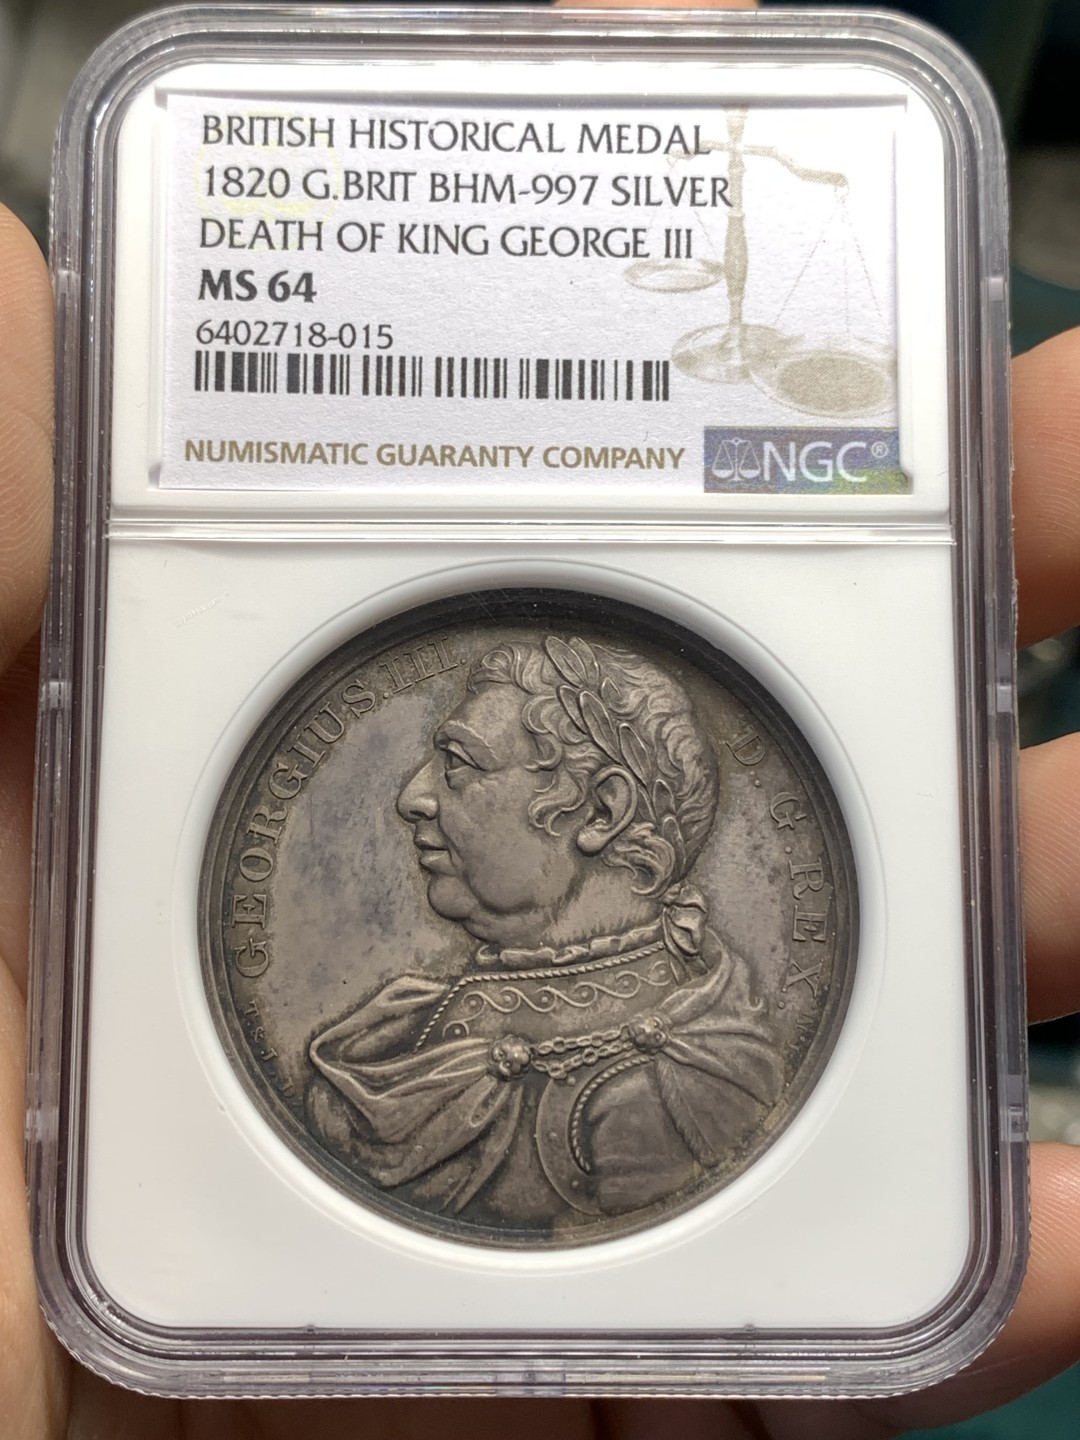 BRITISH HISTORICAL MEDAL
1820 G.BRIT BHM-997 SILVER
DEATH OF KING GEORGE III
MS 64
6402718-015
NUMISMATIC GUARANTY COMPANY
NGC®
GEORGIUS.III.
D.G.REX.